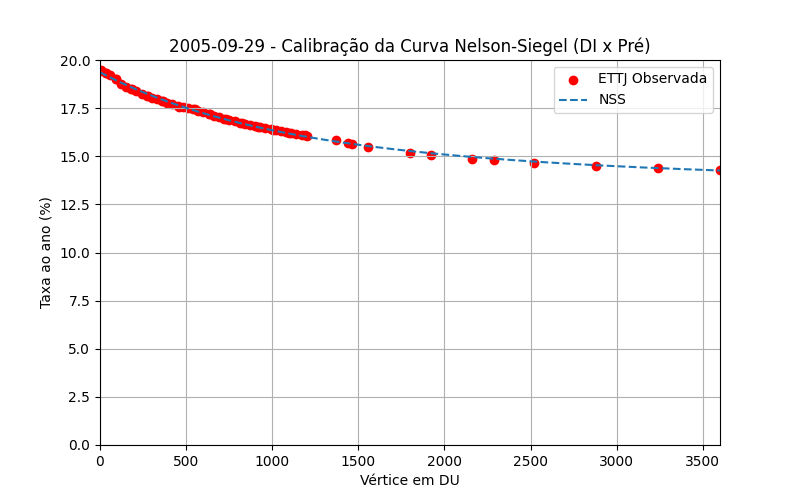 2005-09-29 - Calibração da Curva Nelson-Siegel (DI x Pré)
20.0
17.5
15.0
12.5
10.0
7.5
5.0
2.5
0.0
Taxa ao ano (%)
ETTJ Observada
NSS
0 500 1000 1500 2000 2500 3000 3500
Vértice em DU